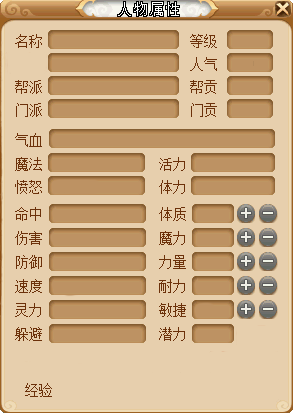 人物属性
名称 等级
人气
帮派 帮贡
门派 门贡
气血
魔法 活力
愤怒 体力
命中 体质
伤害 魔力
防御 力量
速度 耐力
灵力 敏捷
躲避 潜力
经验